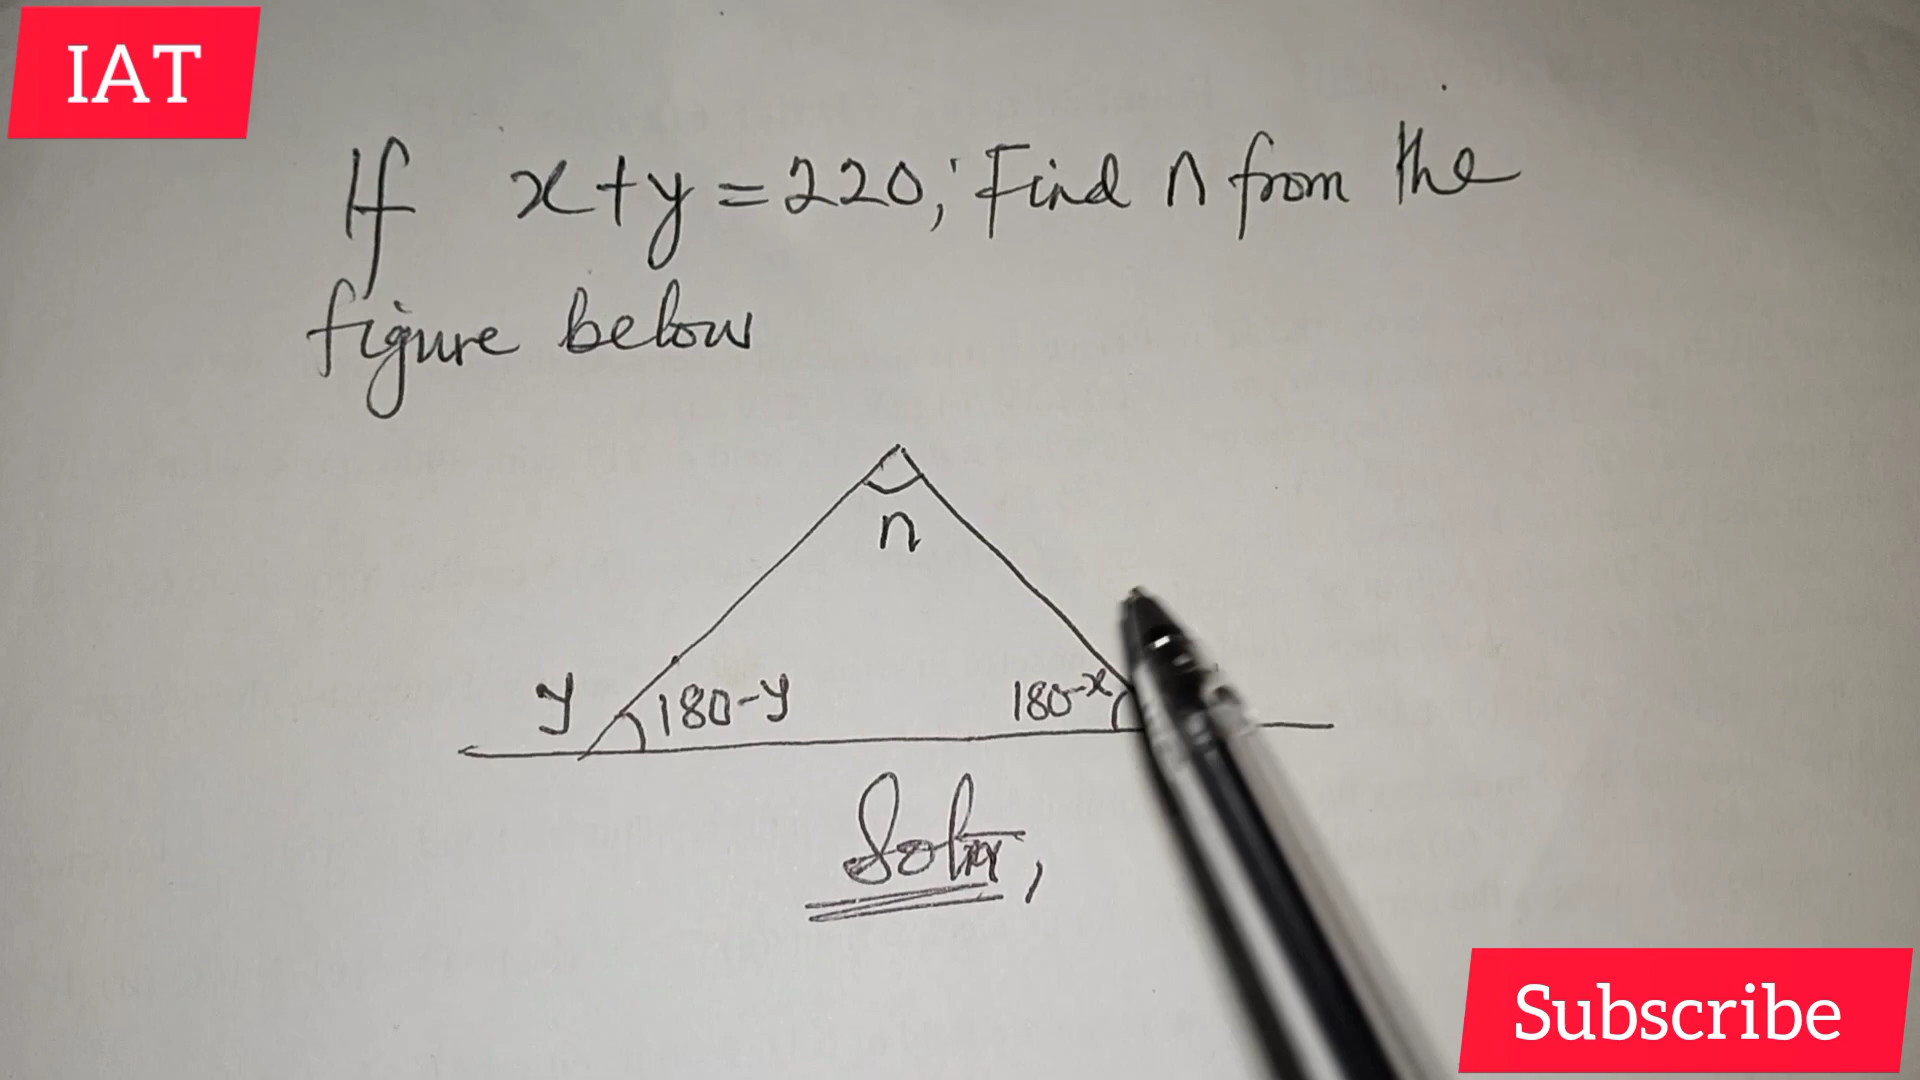 IAT
If x+y=220; Find n from the
figure below
n
y 180-y 180-x
Soln,
Subscribe